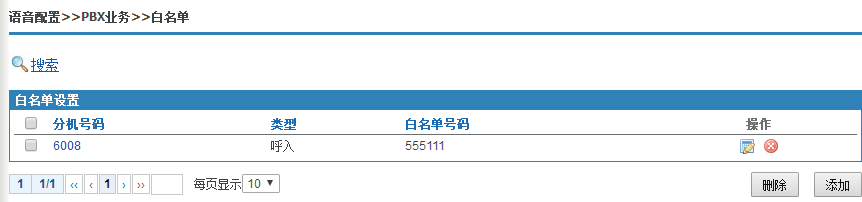 语音配置>>PBX业务>>白名单
搜索
白名单设置
分机号码 类型 白名单号码 操作
6008 呼入 555111
1 1/1 ‹‹ ‹ 1 › ›› 每页显示 10 ▼ 删除 添加